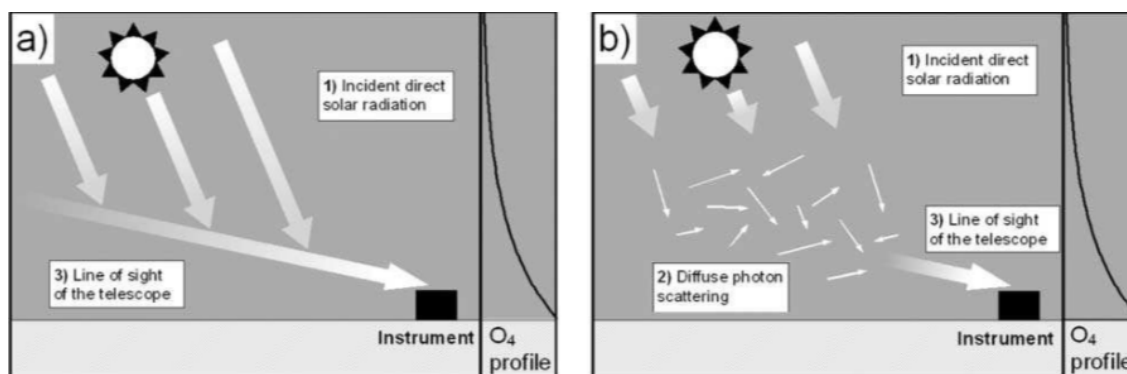 a)
1) Incident direct
solar radiation
3) Line of sight
of the telescope
Instrument
O₄
profile
b)
1) Incident direct
solar radiation
3) Line of sight
of the telescope
2) Diffuse photon
scattering
Instrument
O₄
profile